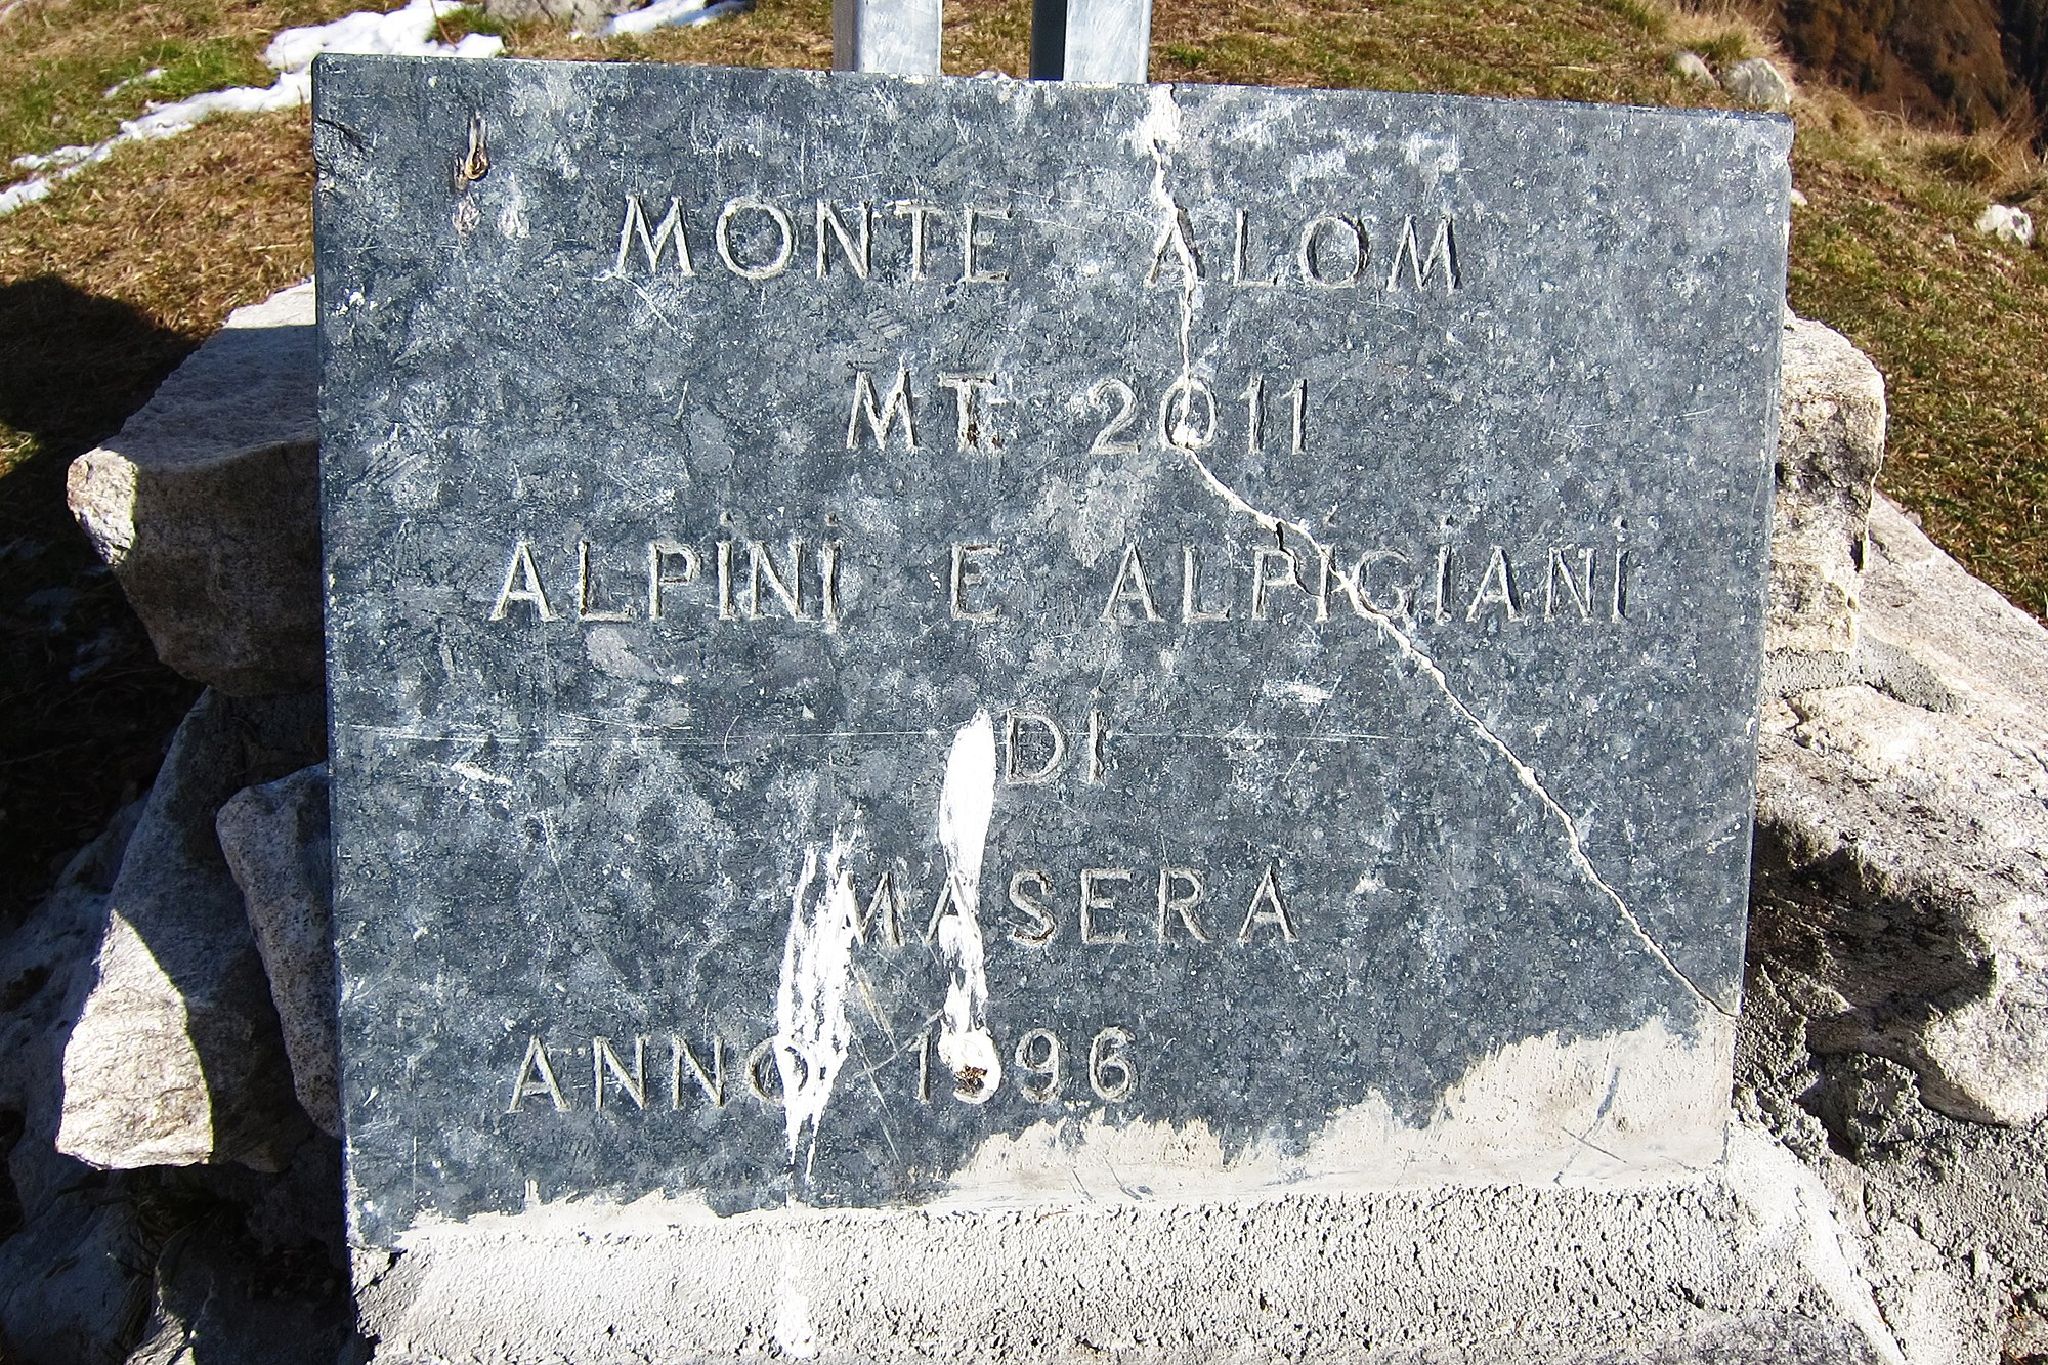 MONTE ALOM
MT. 2011
ALPINI E ALPIGIANI
DI
MASERA
ANNO 1996